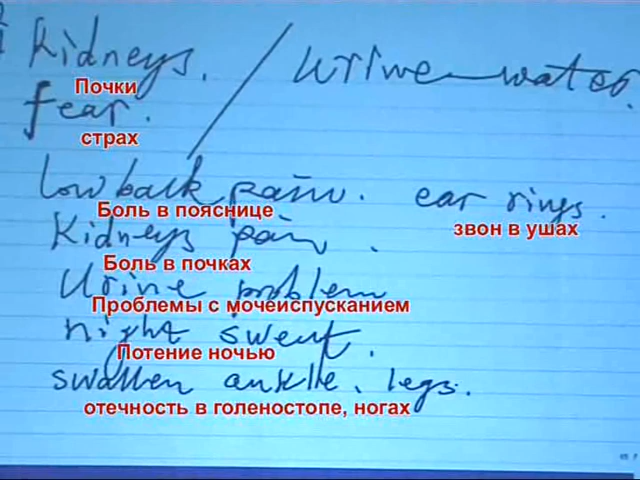 Kidneys. / Urine — water.
Почки
fear.
страх
low back pain. ear rings.
Боль в пояснице звон в ушах
Kidneys pain.
Боль в почках
Urine problem
Проблемы с мочеиспусканием
night sweat.
Потение ночью
swallen ankle. legs.
отечность в голеностопе, ногах